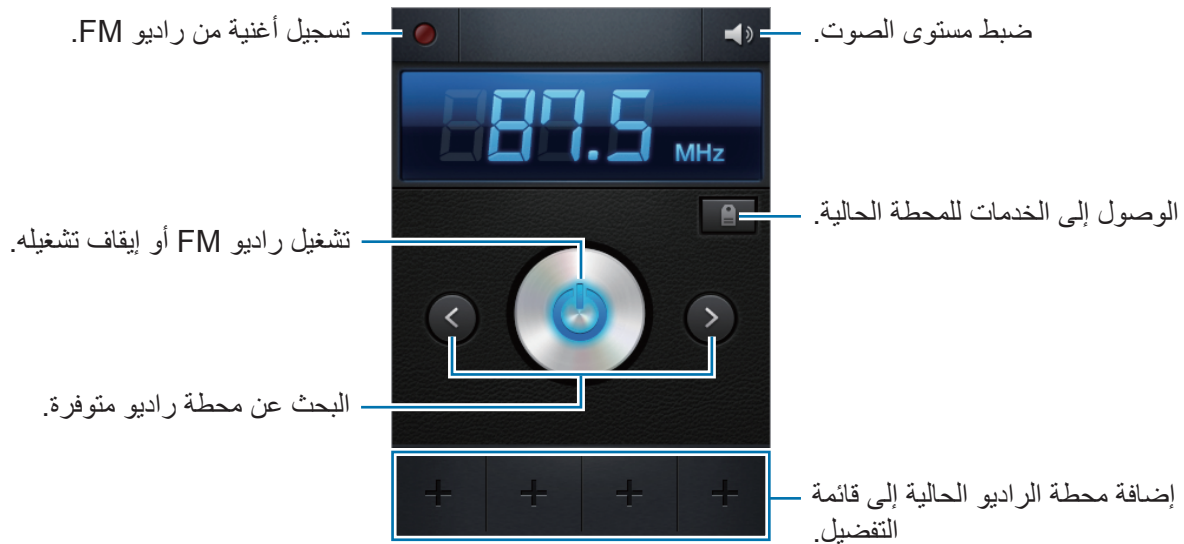 تسجيل أغنية من راديو FM.
ضبط مستوى الصوت.
87.5 MHz
الوصول إلى الخدمات للمحطة الحالية.
تشغيل راديو FM أو إيقاف تشغيله.
البحث عن محطة راديو متوفرة.
إضافة محطة الراديو الحالية إلى قائمة
التفضيل.